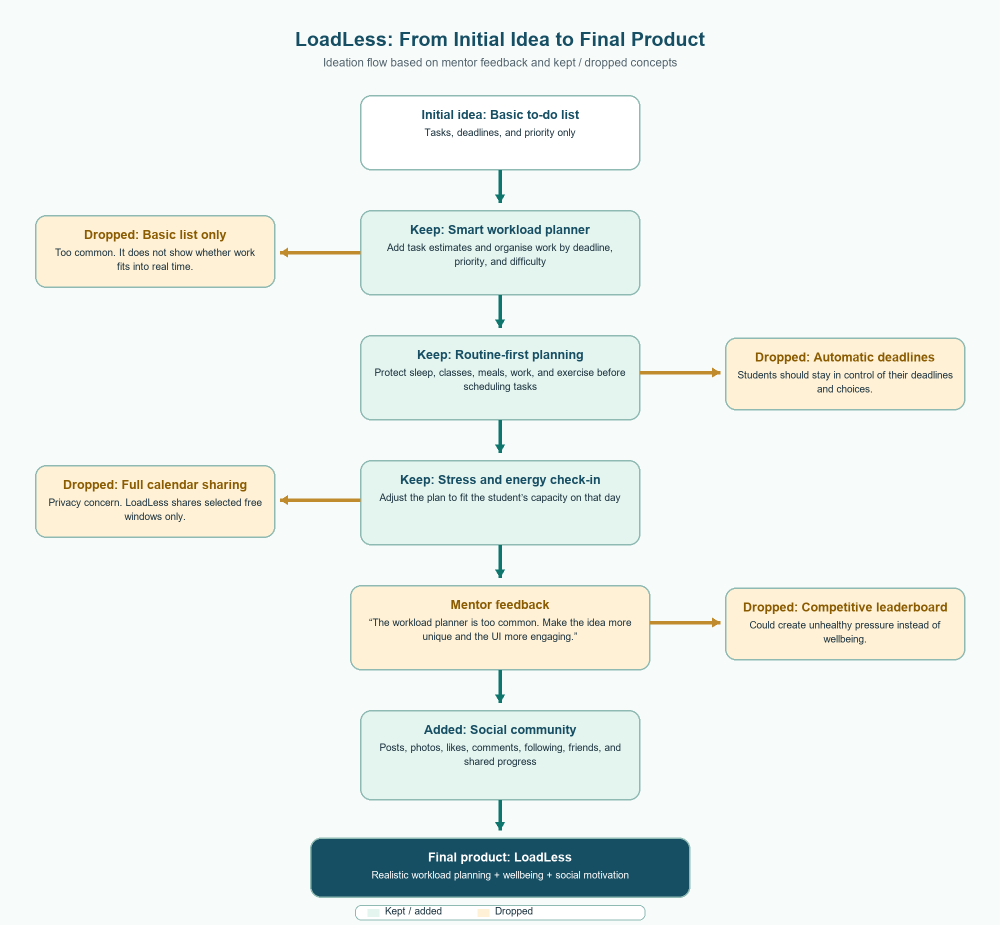 LoadLess: From Initial Idea to Final Product
Ideation flow based on mentor feedback and kept / dropped concepts
Initial idea: Basic to-do list
Tasks, deadlines, and priority only
Keep: Smart workload planner
Add task estimates and organise work by deadline,
priority, and difficulty
Dropped: Basic list only
Too common. It does not show whether work
fits into real time.
Keep: Routine-first planning
Protect sleep, classes, meals, work, and exercise before
scheduling tasks
Dropped: Automatic deadlines
Students should stay in control of their deadlines
and choices.
Keep: Stress and energy check-in
Adjust the plan to fit the student’s capacity on that day
Dropped: Full calendar sharing
Privacy concern. LoadLess shares selected free
windows only.
Mentor feedback
“The workload planner is too common. Make the idea more
unique and the UI more engaging.”
Dropped: Competitive leaderboard
Could create unhealthy pressure instead of
wellbeing.
Added: Social community
Posts, photos, likes, comments, following, friends, and
shared progress
Final product: LoadLess
Realistic workload planning + wellbeing + social motivation
Kept / added
Dropped